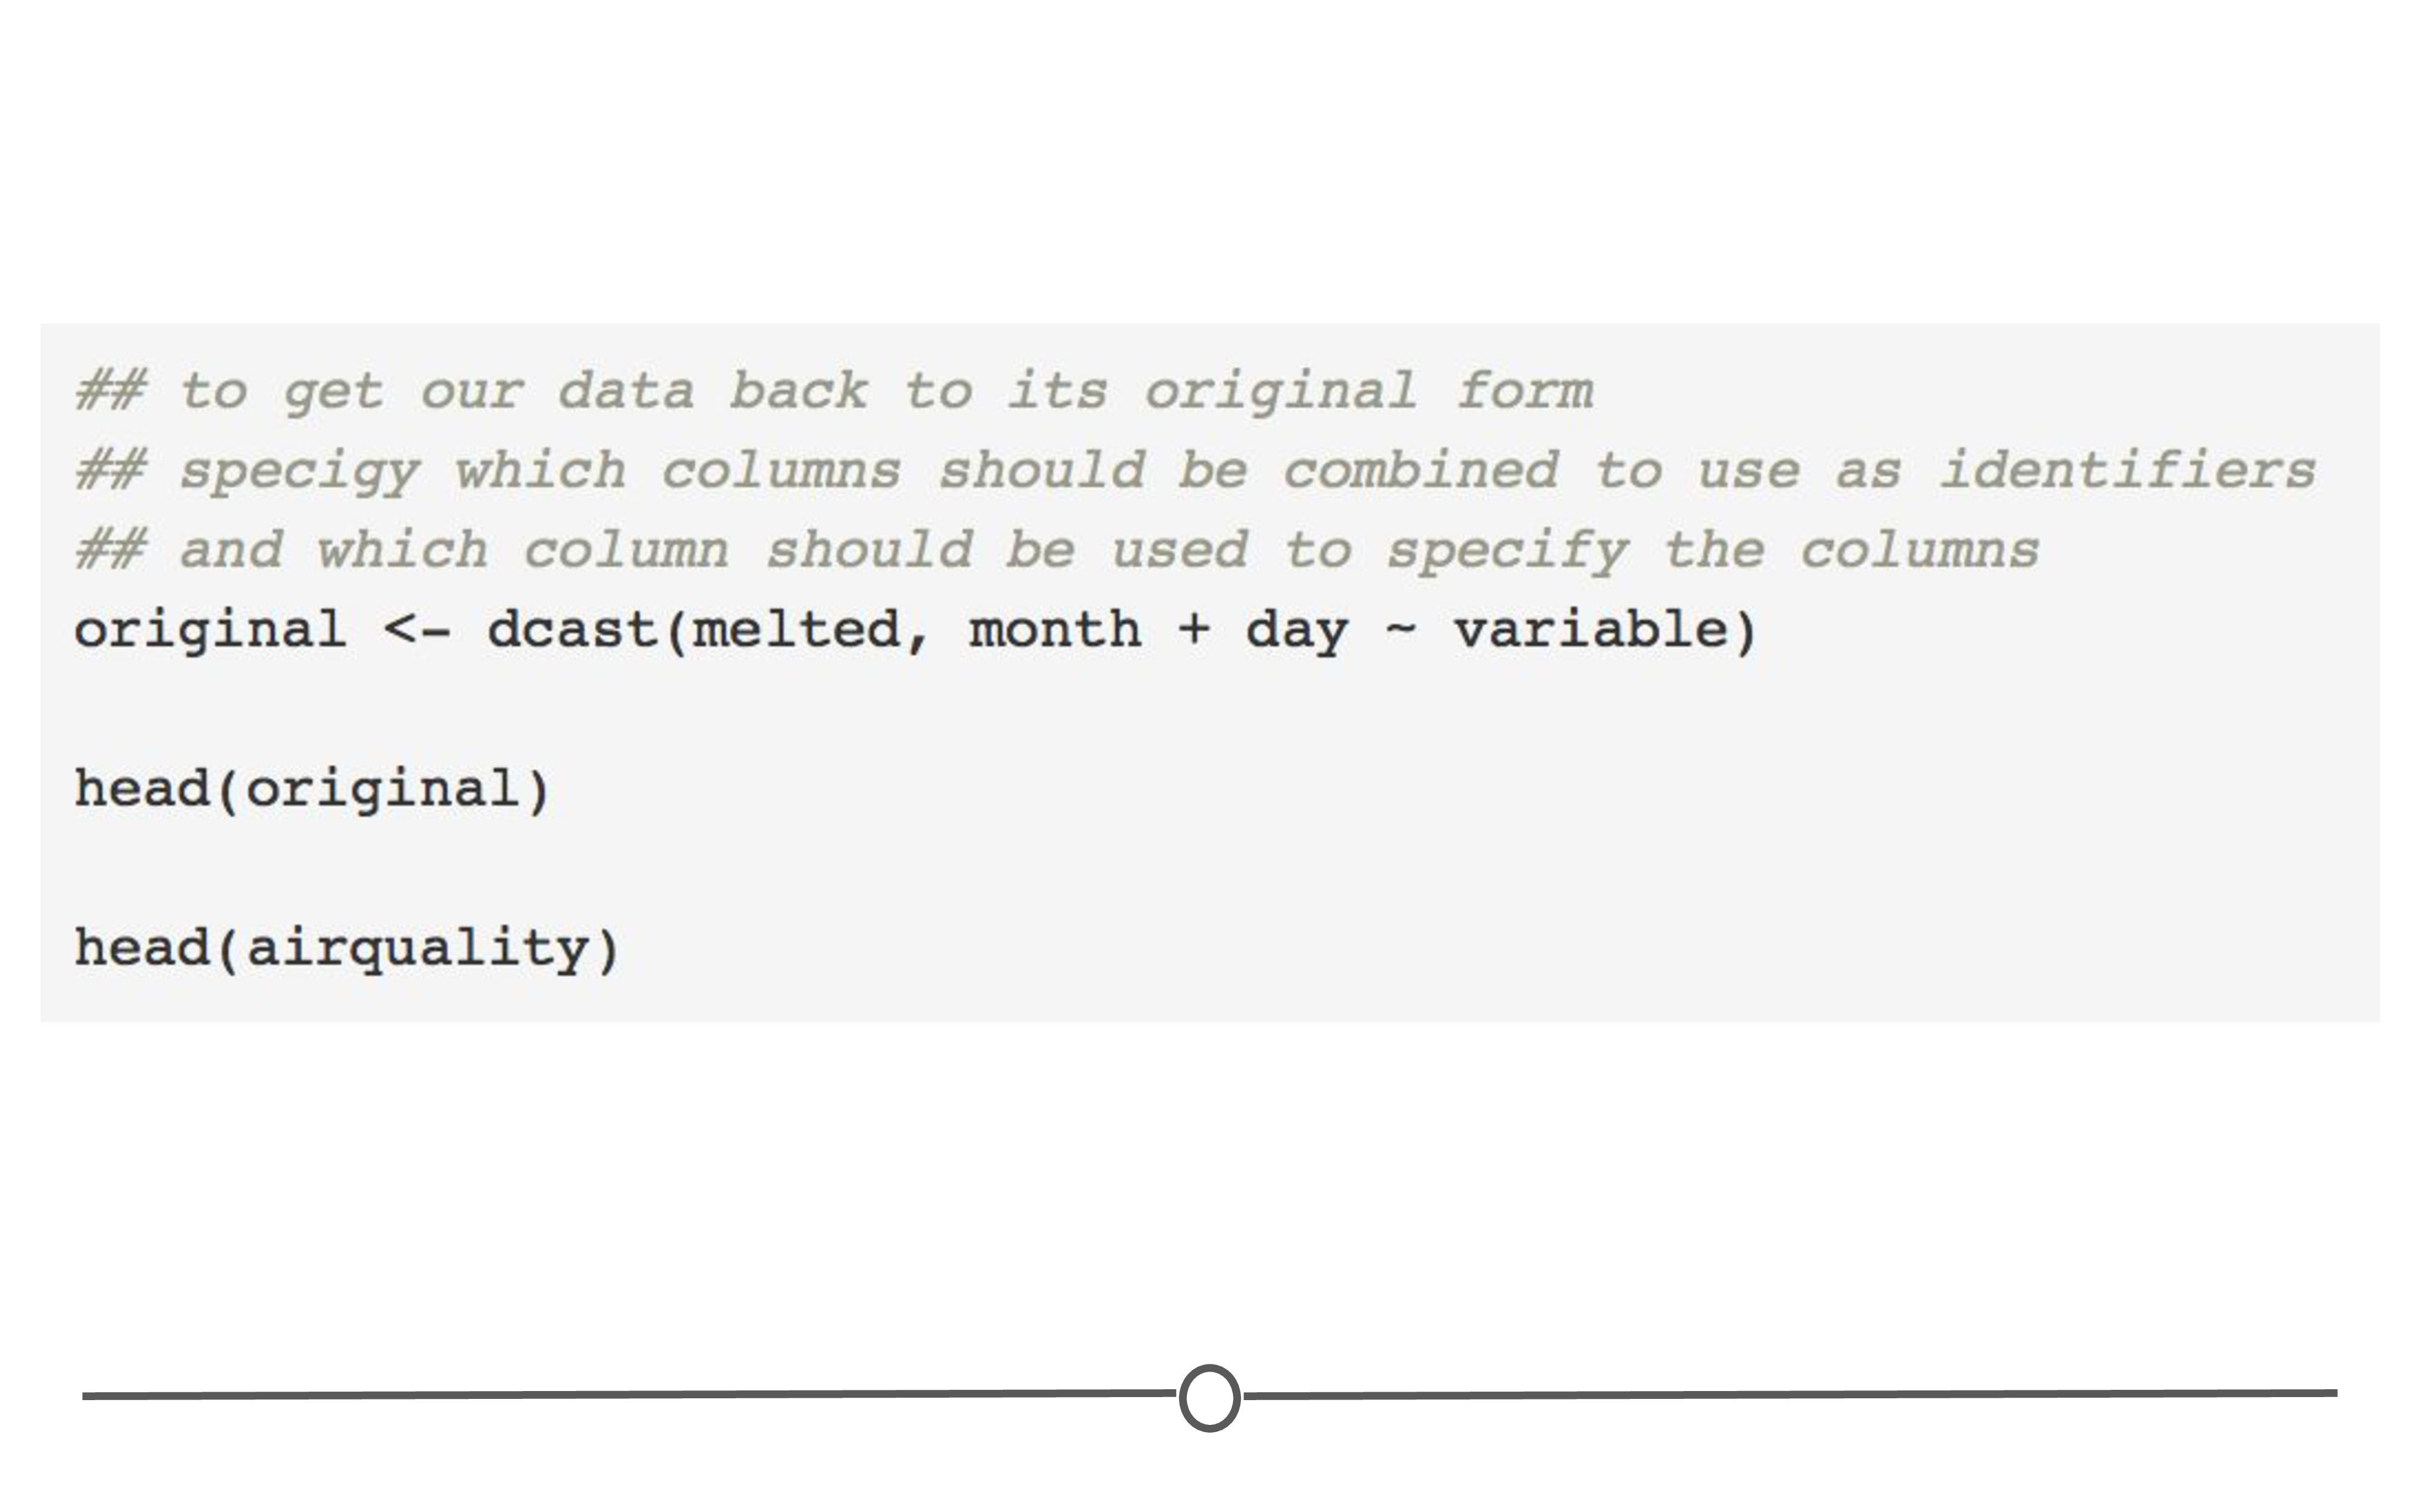 ## to get our data back to its original form
## specigy which columns should be combined to use as identifiers
## and which column should be used to specify the columns
original <- dcast(melted, month + day ~ variable)
head(original)
head(airquality)